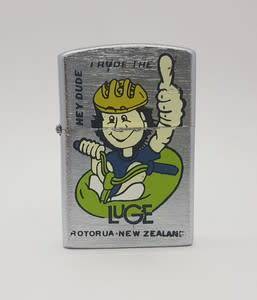 HEY DUDE
I RODE THE
LUGE
ROTORUA-NEW ZEALAND